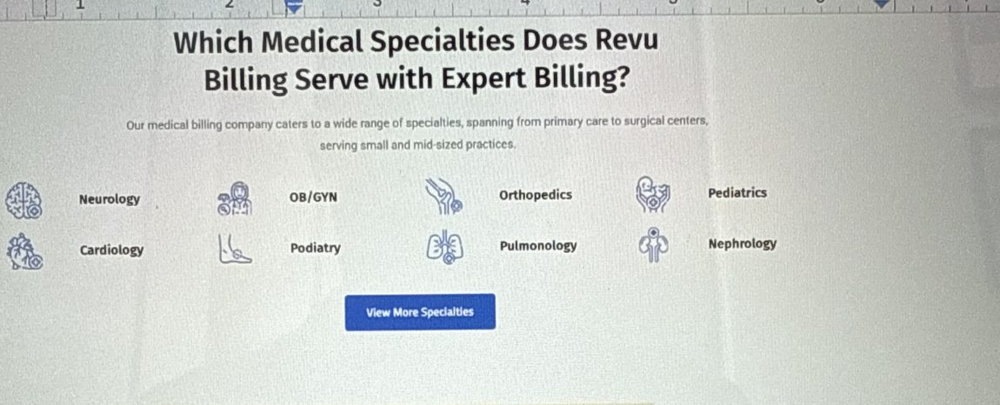 1 2 3 4
Which Medical Specialties Does Revu
Billing Serve with Expert Billing?
Our medical billing company caters to a wide range of specialties, spanning from primary care to surgical centers,
serving small and mid-sized practices.
Neurology OB/GYN Orthopedics Pediatrics
Cardiology Podiatry Pulmonology Nephrology
View More Specialties